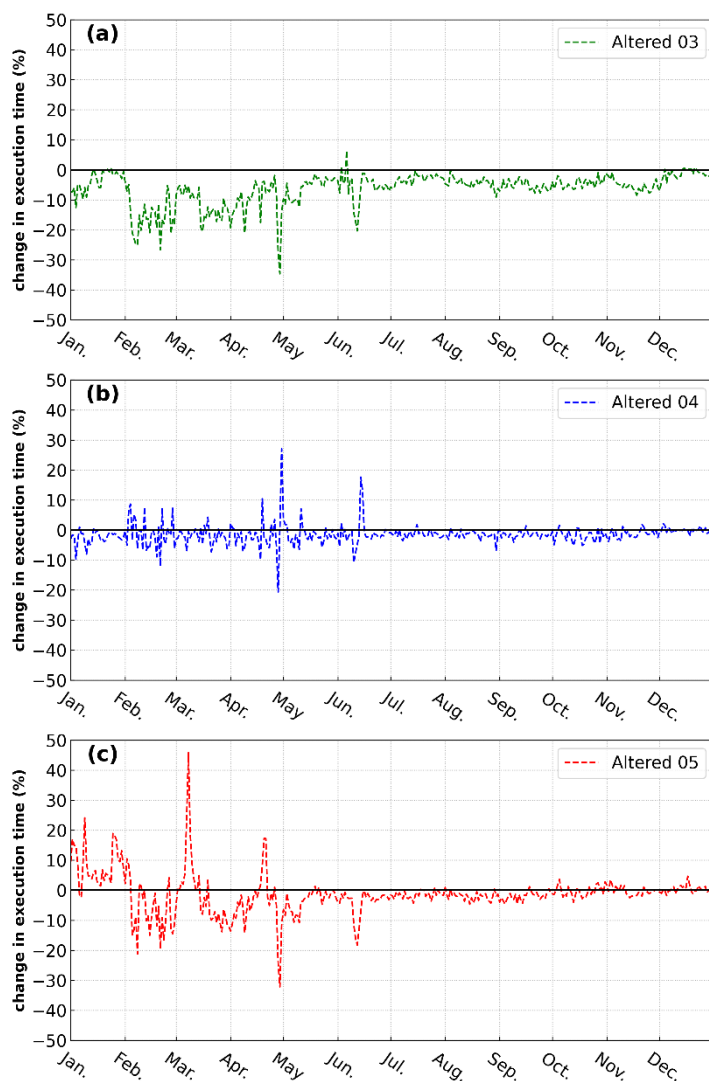 (a)
Altered 03
change in execution time (%)
50
40
30
20
10
0
−10
−20
−30
−40
−50
Jan. Feb. Mar. Apr. May Jun. Jul. Aug. Sep. Oct. Nov. Dec.
(b)
Altered 04
change in execution time (%)
50
40
30
20
10
0
−10
−20
−30
−40
−50
Jan. Feb. Mar. Apr. May Jun. Jul. Aug. Sep. Oct. Nov. Dec.
(c)
Altered 05
change in execution time (%)
50
40
30
20
10
0
−10
−20
−30
−40
−50
Jan. Feb. Mar. Apr. May Jun. Jul. Aug. Sep. Oct. Nov. Dec.